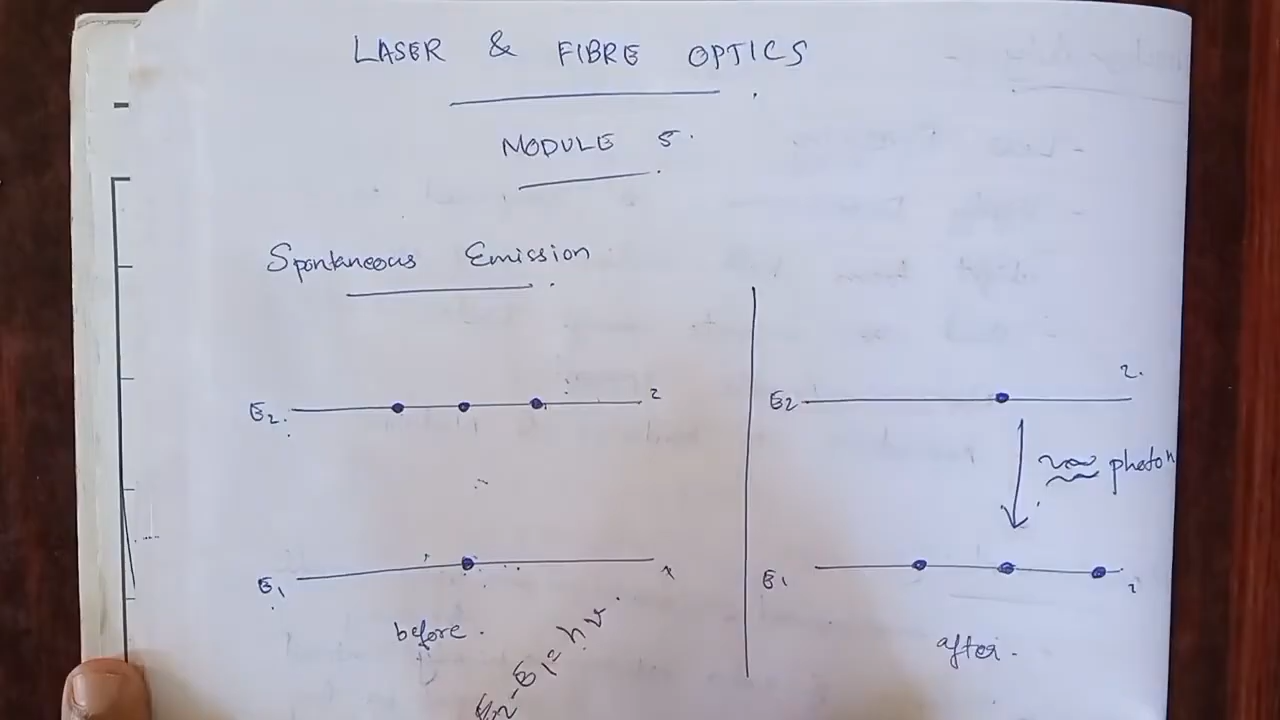 LASER & FIBRE OPTICS
MODULE 5.
Spontaneous Emission
E2. 2
E1 1
before.
E2-E1=hν.
E2 2.
photon
E1 1
after.